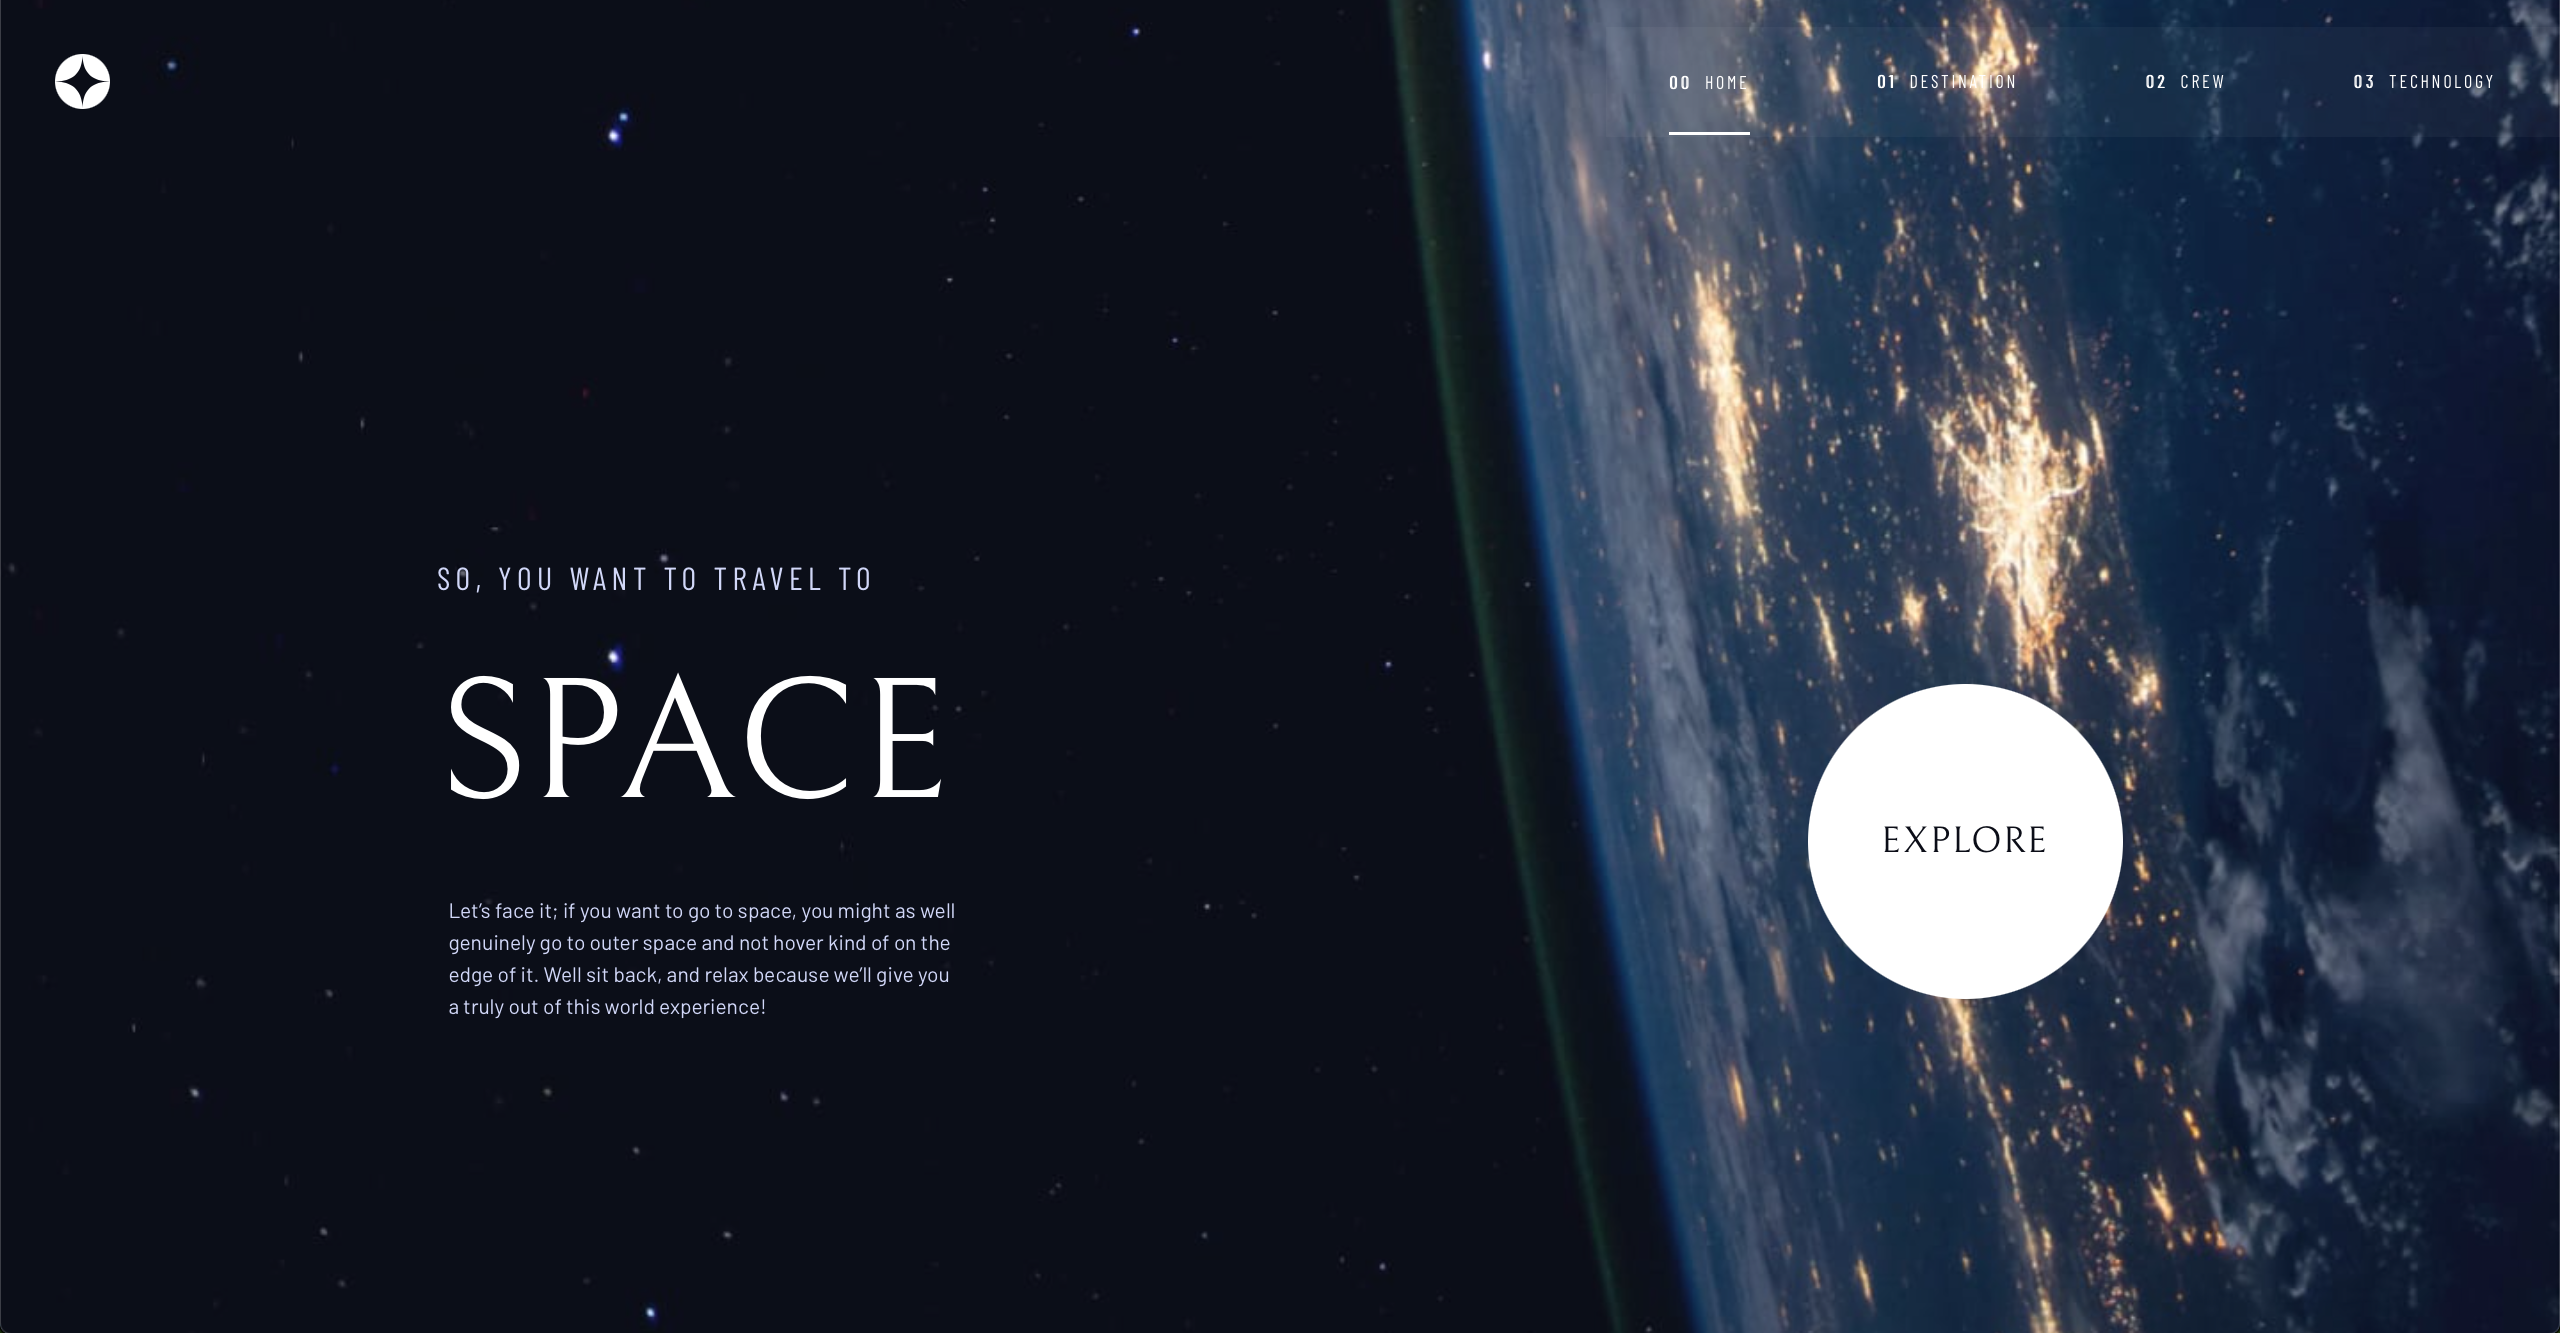 00 HOME 01 DESTINATION 02 CREW 03 TECHNOLOGY
SO, YOU WANT TO TRAVEL TO
SPACE
Let’s face it; if you want to go to space, you might as well
genuinely go to outer space and not hover kind of on the
edge of it. Well sit back, and relax because we’ll give you
a truly out of this world experience!
EXPLORE